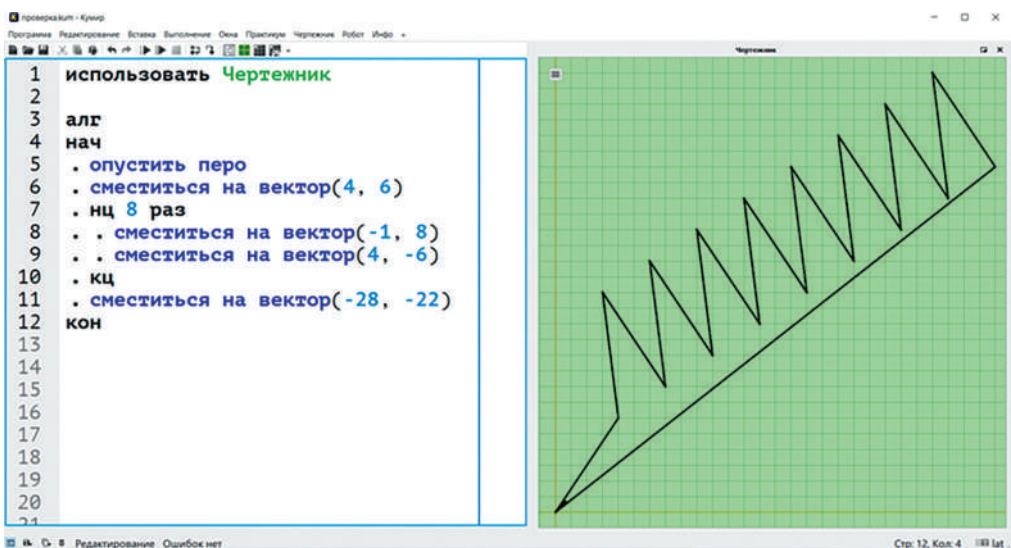 проверка.kum - Кумир
Программа Редактирование Вставка Выполнение Окна Практикум Чертежник Робот Инфо
Чертежник
1 использовать Чертежник
2
3 алг
4 нач
5 . опустить перо
6 . сместиться на вектор(4, 6)
7 . нц 8 раз
8 . . сместиться на вектор(-1, 8)
9 . . сместиться на вектор(4, -6)
10 . кц
11 . сместиться на вектор(-28, -22)
12 кон
13
14
15
16
17
18
19
20
21
Редактирование Ошибок нет
Стр: 12, Кол: 4 lat